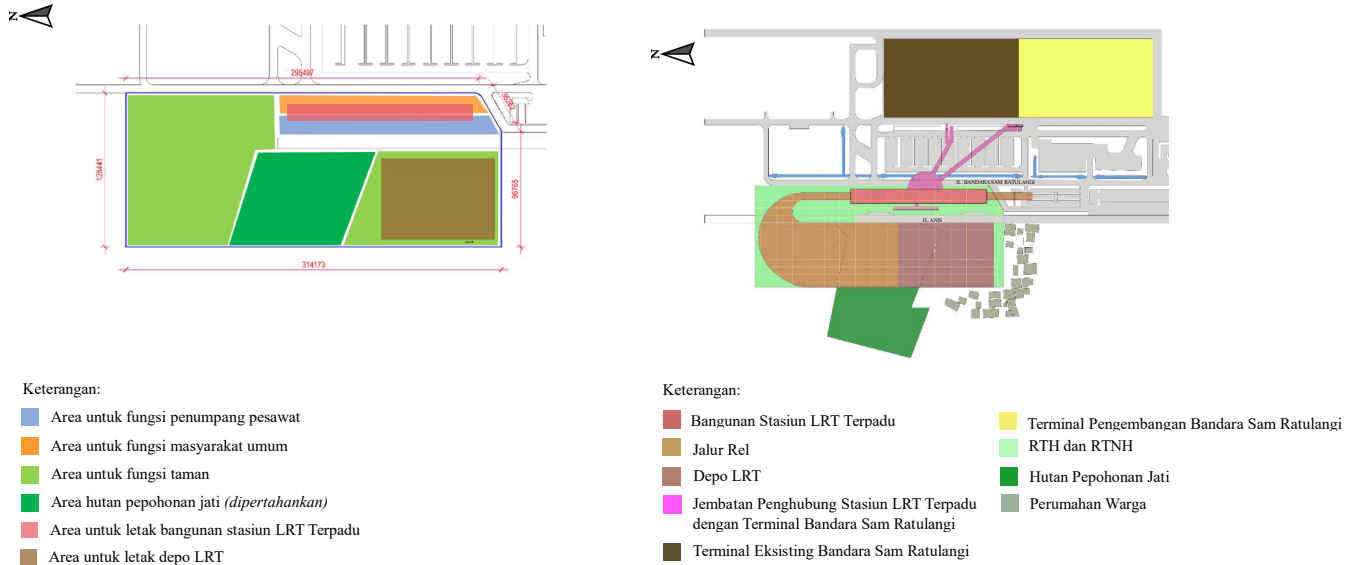 N
295497
36262
128441
96765
314173
Keterangan:
Area untuk fungsi penumpang pesawat
Area untuk fungsi masyarakat umum
Area untuk fungsi taman
Area hutan pepohonan jati (dipertahankan)
Area untuk letak bangunan stasiun LRT Terpadu
Area untuk letak depo LRT
N
JL. BANDARA SAM RATULANGI
JL. ANIS
Keterangan:
Bangunan Stasiun LRT Terpadu
Jalur Rel
Depo LRT
Jembatan Penghubung Stasiun LRT Terpadu
dengan Terminal Bandara Sam Ratulangi
Terminal Eksisting Bandara Sam Ratulangi
Terminal Pengembangan Bandara Sam Ratulangi
RTH dan RTNH
Hutan Pepohonan Jati
Perumahan Warga